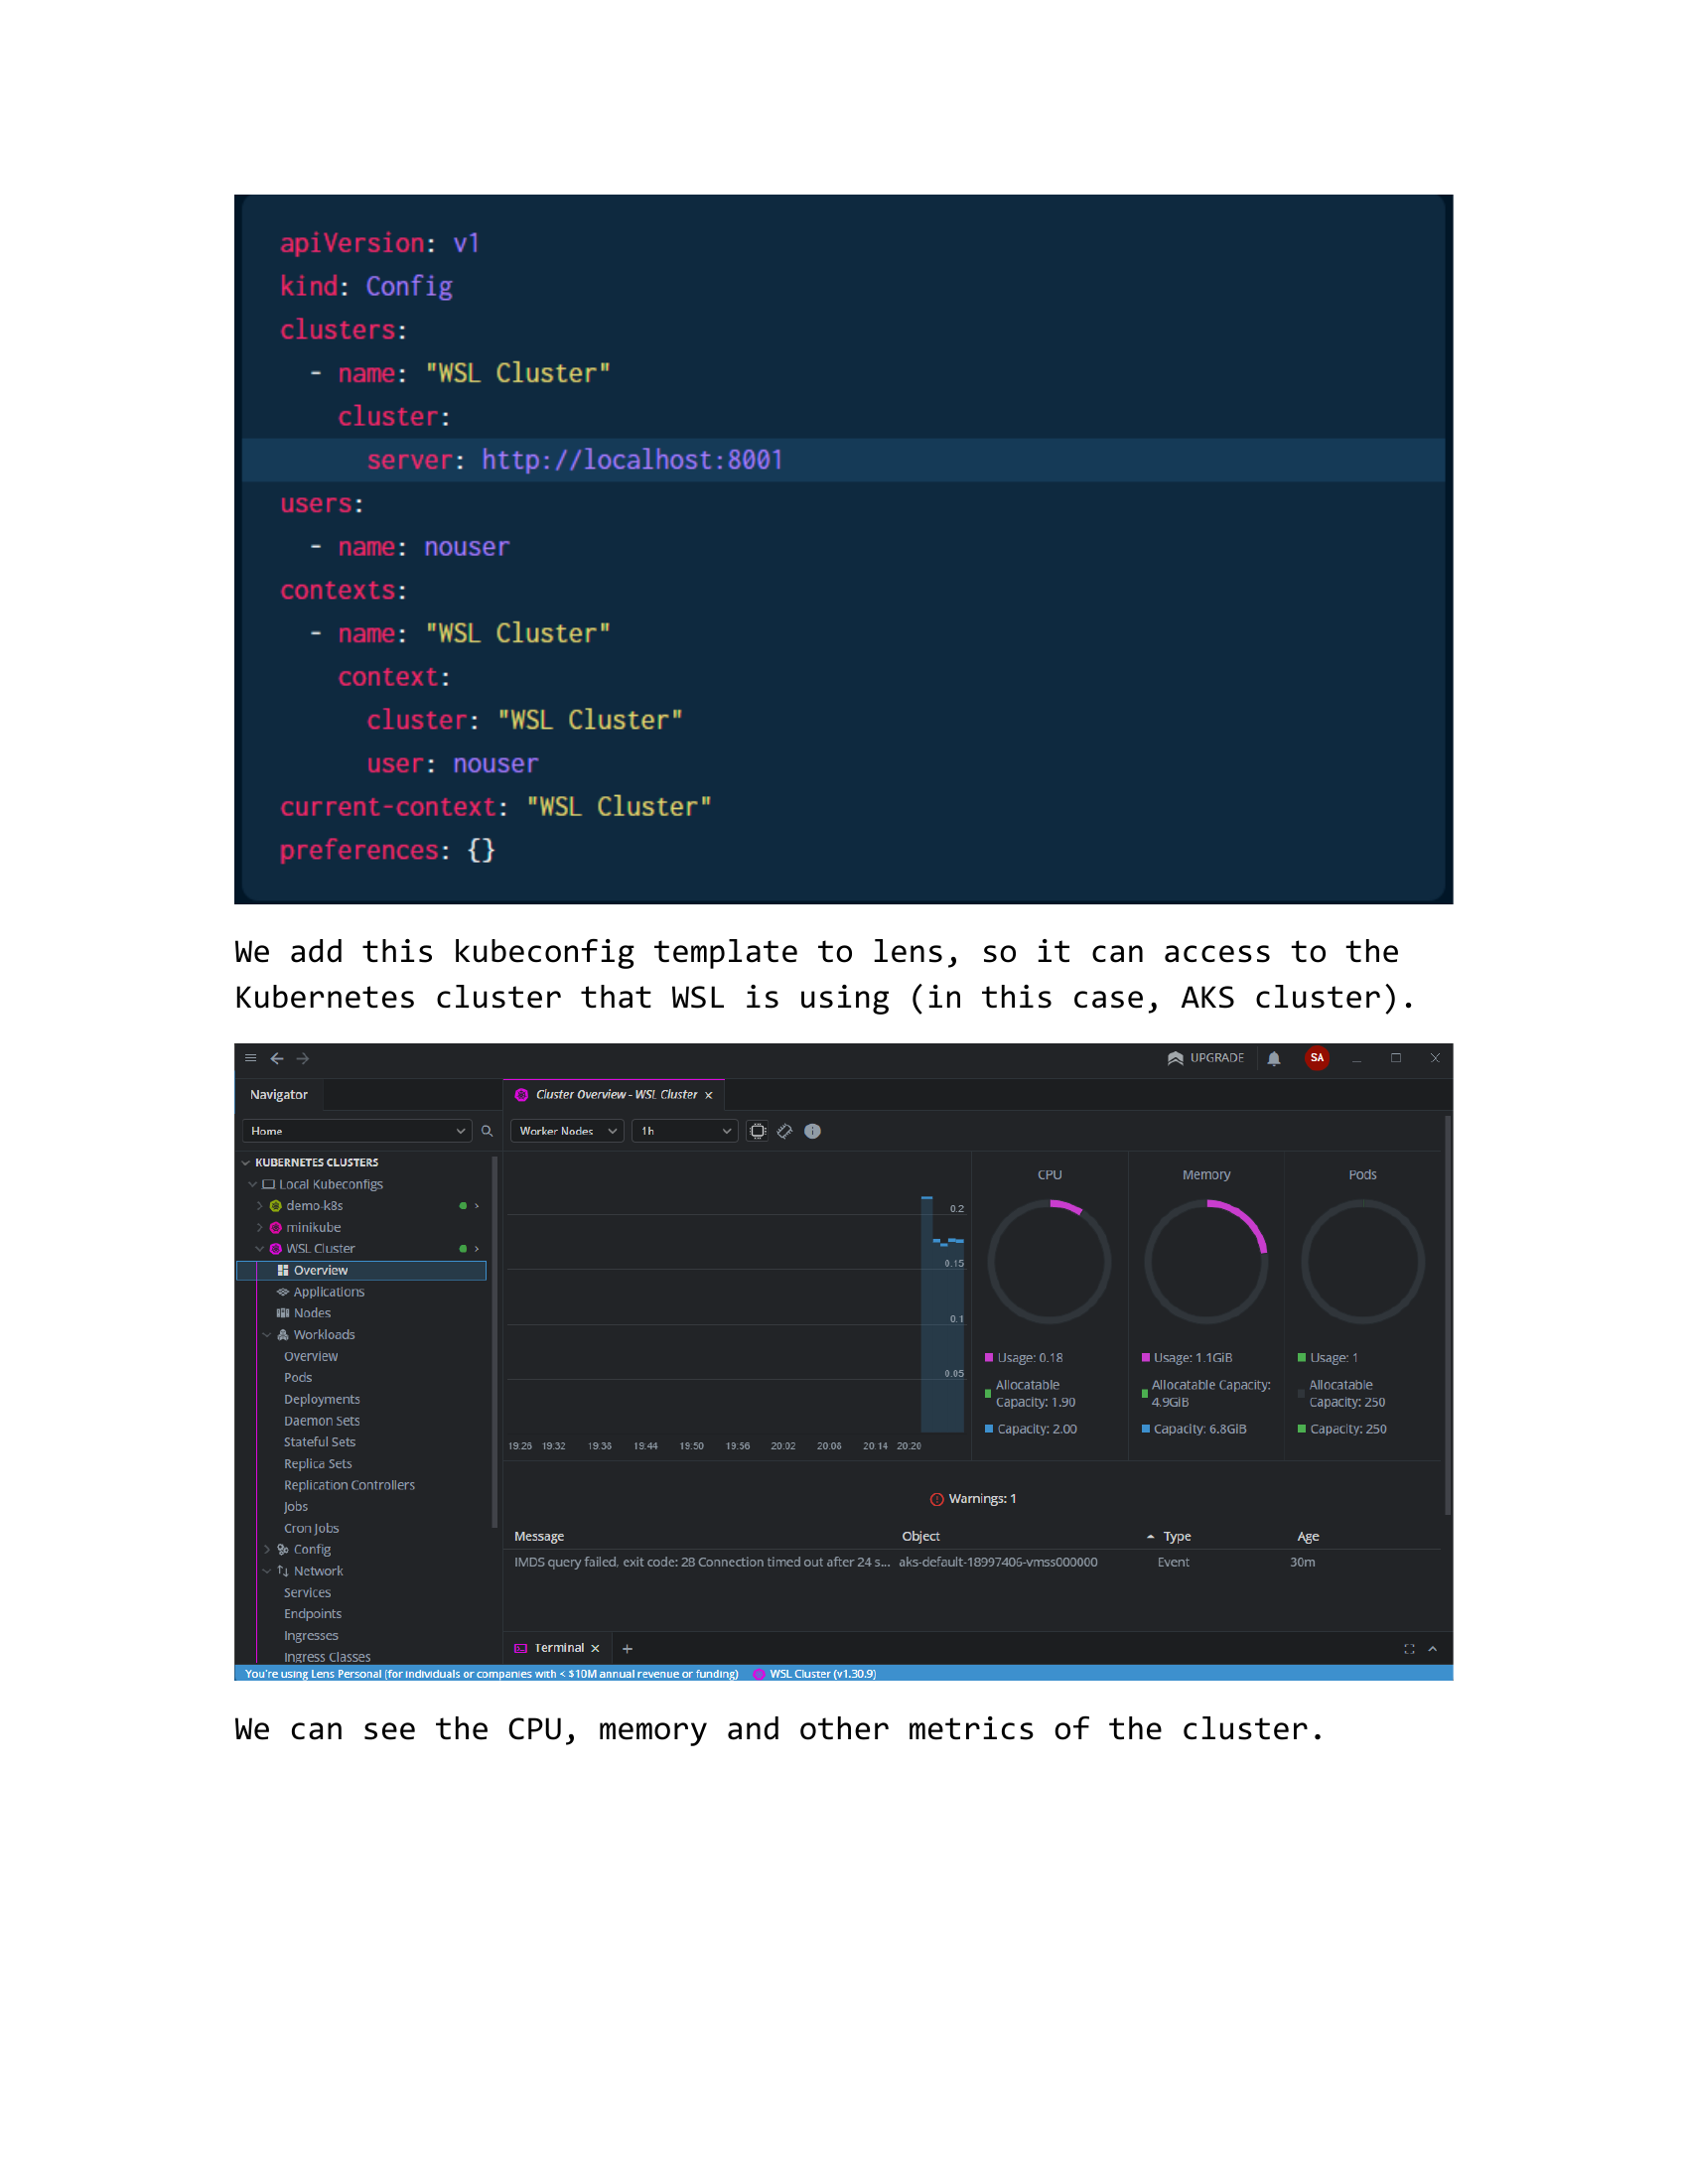 apiVersion: v1
kind: Config
clusters:
  - name: "WSL Cluster"
    cluster:
      server: http://localhost:8001
users:
  - name: nouser
contexts:
  - name: "WSL Cluster"
    context:
      cluster: "WSL Cluster"
      user: nouser
current-context: "WSL Cluster"
preferences: {}
We add this kubeconfig template to lens, so it can access to the
Kubernetes cluster that WSL is using (in this case, AKS cluster).
UPGRADE SA
Navigator
Cluster Overview - WSL Cluster
Home
Worker Nodes 1h
KUBERNETES CLUSTERS
Local Kubeconfigs
demo-k8s
minikube
WSL Cluster
Overview
Applications
Nodes
Workloads
Overview
Pods
Deployments
Daemon Sets
Stateful Sets
Replica Sets
Replication Controllers
Jobs
Cron Jobs
Config
Network
Services
Endpoints
Ingresses
Ingress Classes
0.2
0.15
0.1
0.05
19:26 19:32 19:38 19:44 19:50 19:56 20:02 20:08 20:14 20:20
CPU
Usage: 0.18
Allocatable
Capacity: 1.90
Capacity: 2.00
Memory
Usage: 1.1GiB
Allocatable Capacity:
4.9GiB
Capacity: 6.8GiB
Pods
Usage: 1
Allocatable
Capacity: 250
Capacity: 250
Warnings: 1
Message Object Type Age
IMDS query failed, exit code: 28 Connection timed out after 24 s... aks-default-18997406-vmss000000 Event 30m
Terminal
You're using Lens Personal (for individuals or companies with < $10M annual revenue or funding) WSL Cluster (v1.30.9)
We can see the CPU, memory and other metrics of the cluster.